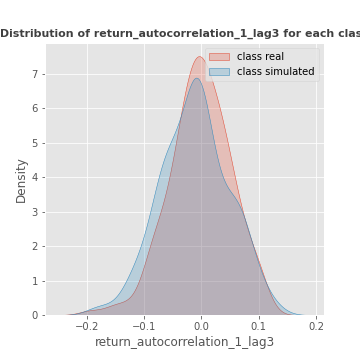 Distribution of return_autocorrelation_1_lag3 for each clas
class real
class simulated
7
6
5
4
3
2
1
0
Density
−0.2 −0.1 0.0 0.1 0.2
return_autocorrelation_1_lag3